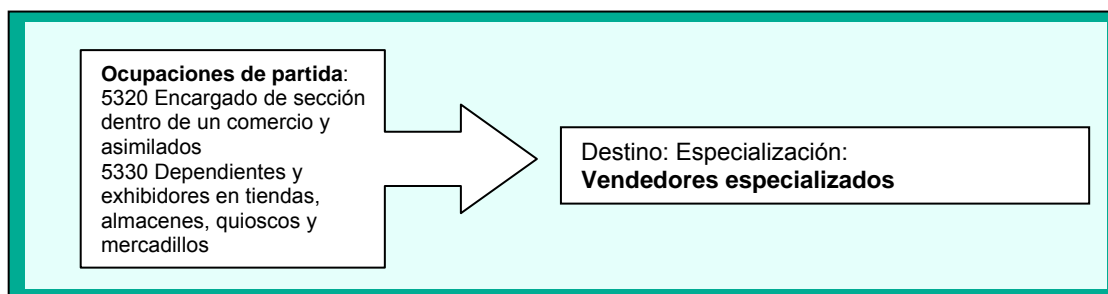 Ocupaciones de partida:
5320 Encargado de sección
dentro de un comercio y
asimilados
5330 Dependientes y
exhibidores en tiendas,
almacenes, quioscos y
mercadillos
Destino: Especialización:
Vendedores especializados